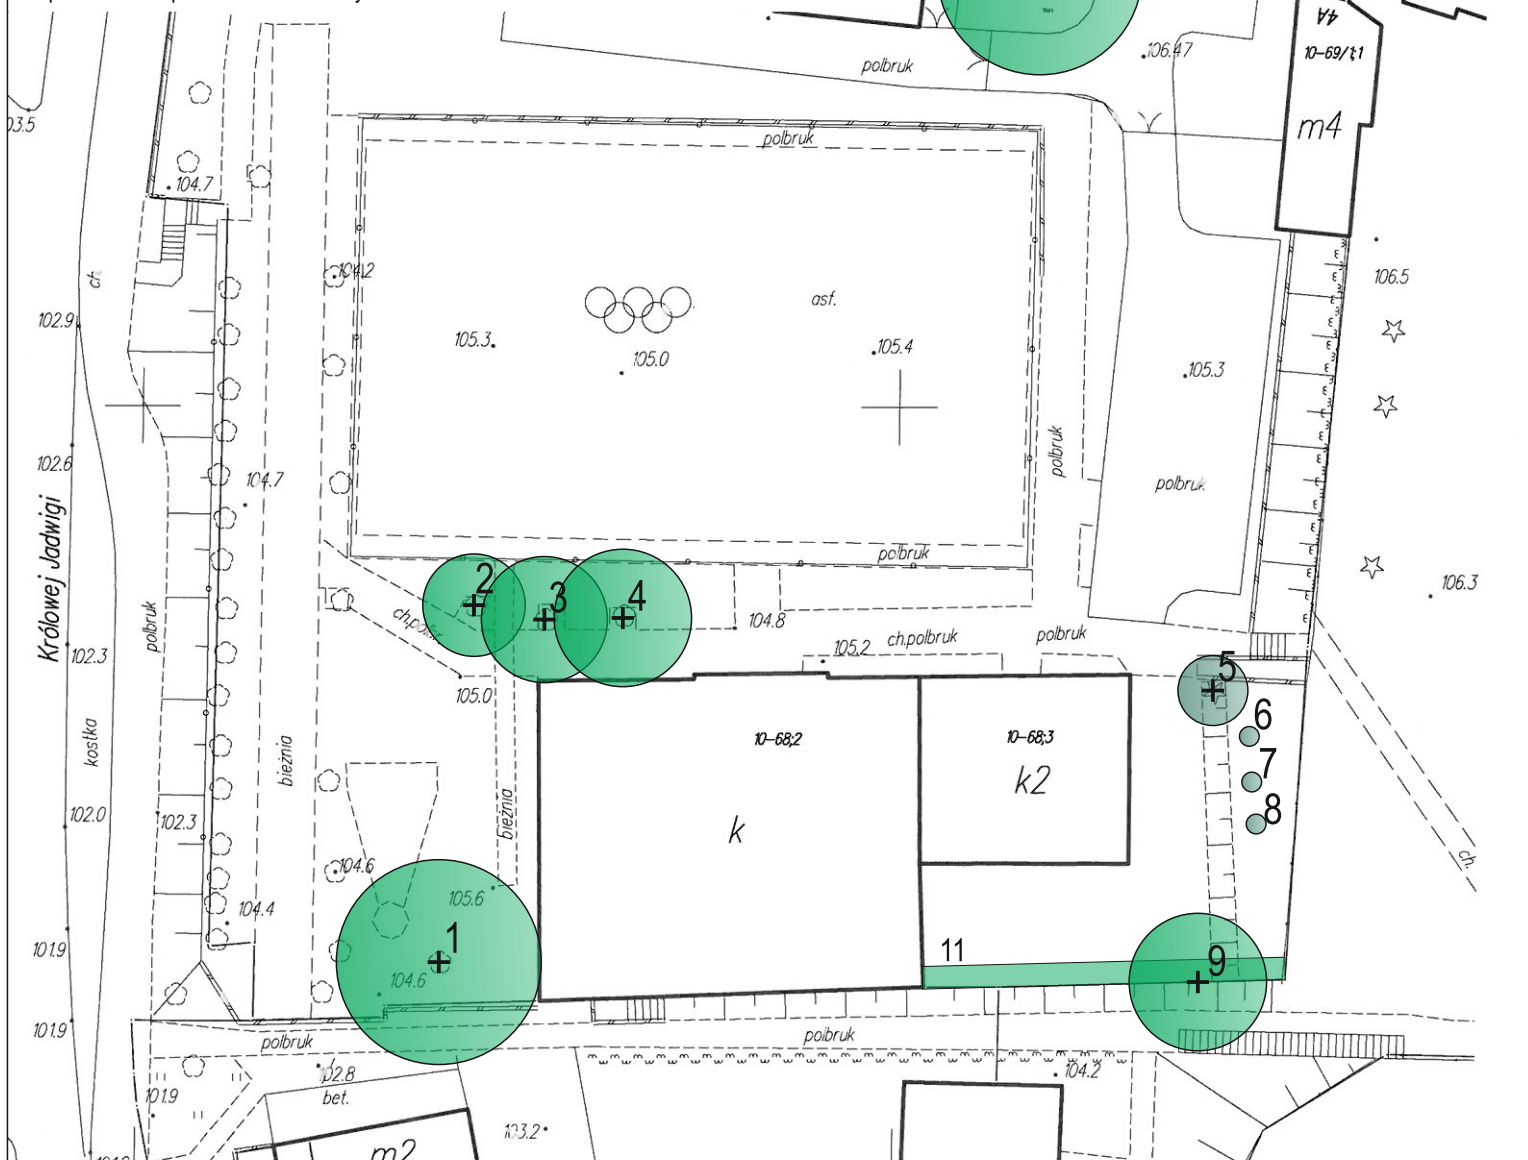 4A
10-69/1;1
106.47
polbruk
03.5
m4
polbruk
104.7
104.2
ch.
106.5
asf.
102.9
105.3
105.0
105.4
105.3
102.6
104.7
polbruk
polbruk
Królowej Jadwigi
polbruk
2
3
4
106.3
104.8
ch.polbruk
polbruk
105.2
102.3
polbruk
105.0
5
6
7
8
10-68;2
10-68;3
k
k2
kostka
bieżnia
bieżnia
102.0
102.3
104.6
ch.
105.6
104.4
1
11
9
101.9
104.6
101.9
polbruk
polbruk
102.8
bet.
101.9
104.2
103.2
m2